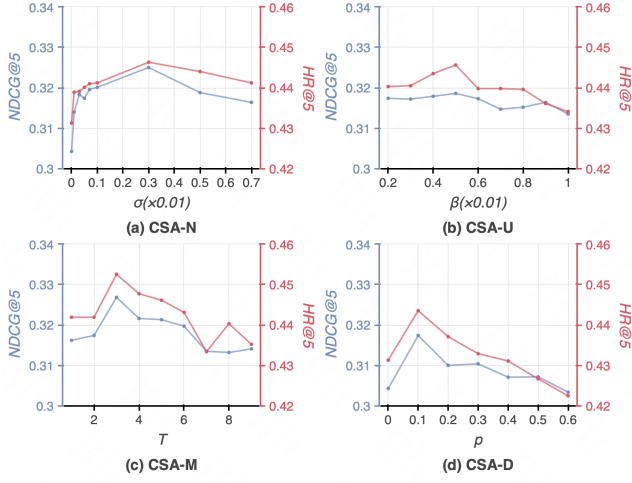 0.34 0.46 0.34 0.46
0.33 0.45 0.33 0.45
0.32 0.44 0.32 0.44
0.31 0.43 0.31 0.43
0.3 0.42 0.3 0.42
NDCG@5 HR@5 NDCG@5 HR@5
0 0.1 0.2 0.3 0.4 0.5 0.6 0.7 0.2 0.4 0.6 0.8 1
σ(×0.01) β(×0.01)
(a) CSA-N (b) CSA-U
0.34 0.46 0.34 0.46
0.33 0.45 0.33 0.45
0.32 0.44 0.32 0.44
0.31 0.43 0.31 0.43
0.3 0.42 0.3 0.42
NDCG@5 HR@5 NDCG@5 HR@5
2 4 6 8 0 0.1 0.2 0.3 0.4 0.5 0.6
T p
(c) CSA-M (d) CSA-D